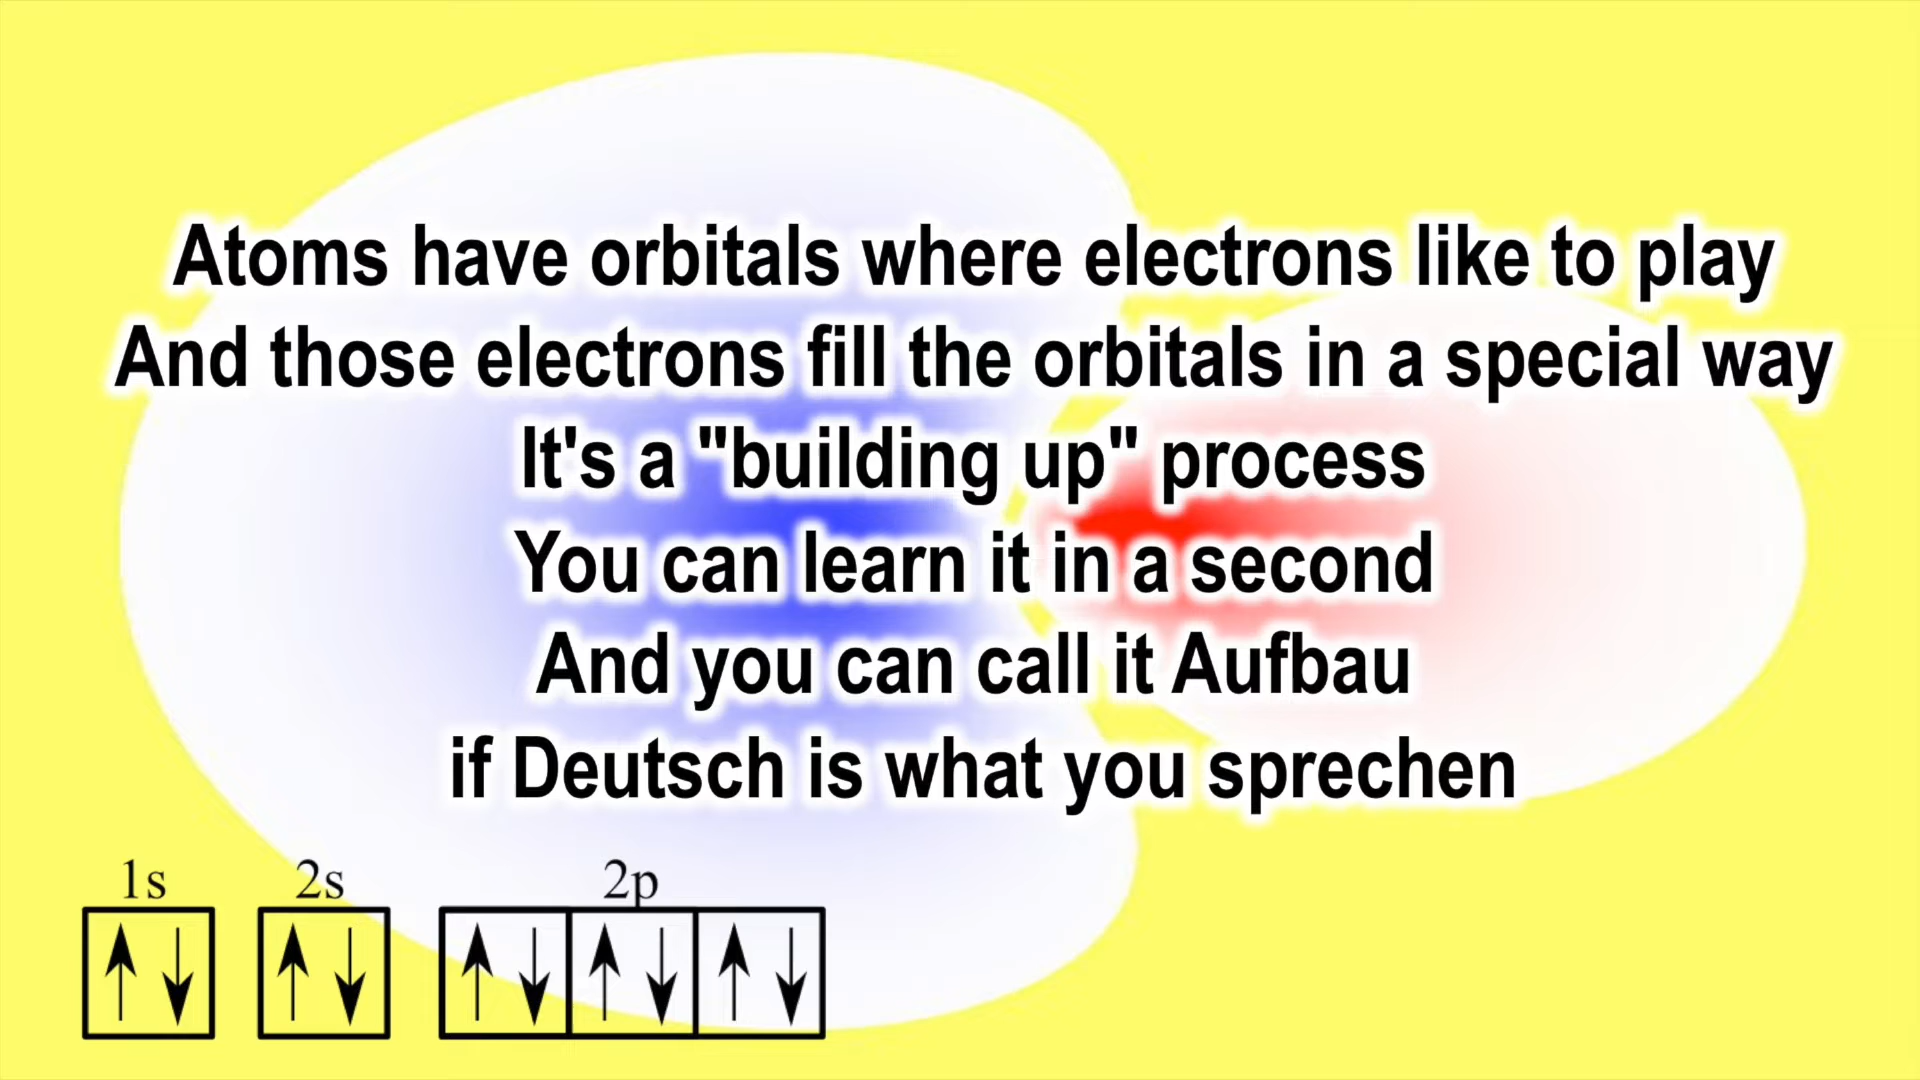 Atoms have orbitals where electrons like to play
And those electrons fill the orbitals in a special way
It's a "building up" process
You can learn it in a second
And you can call it Aufbau
if Deutsch is what you sprechen
1s 2s 2p